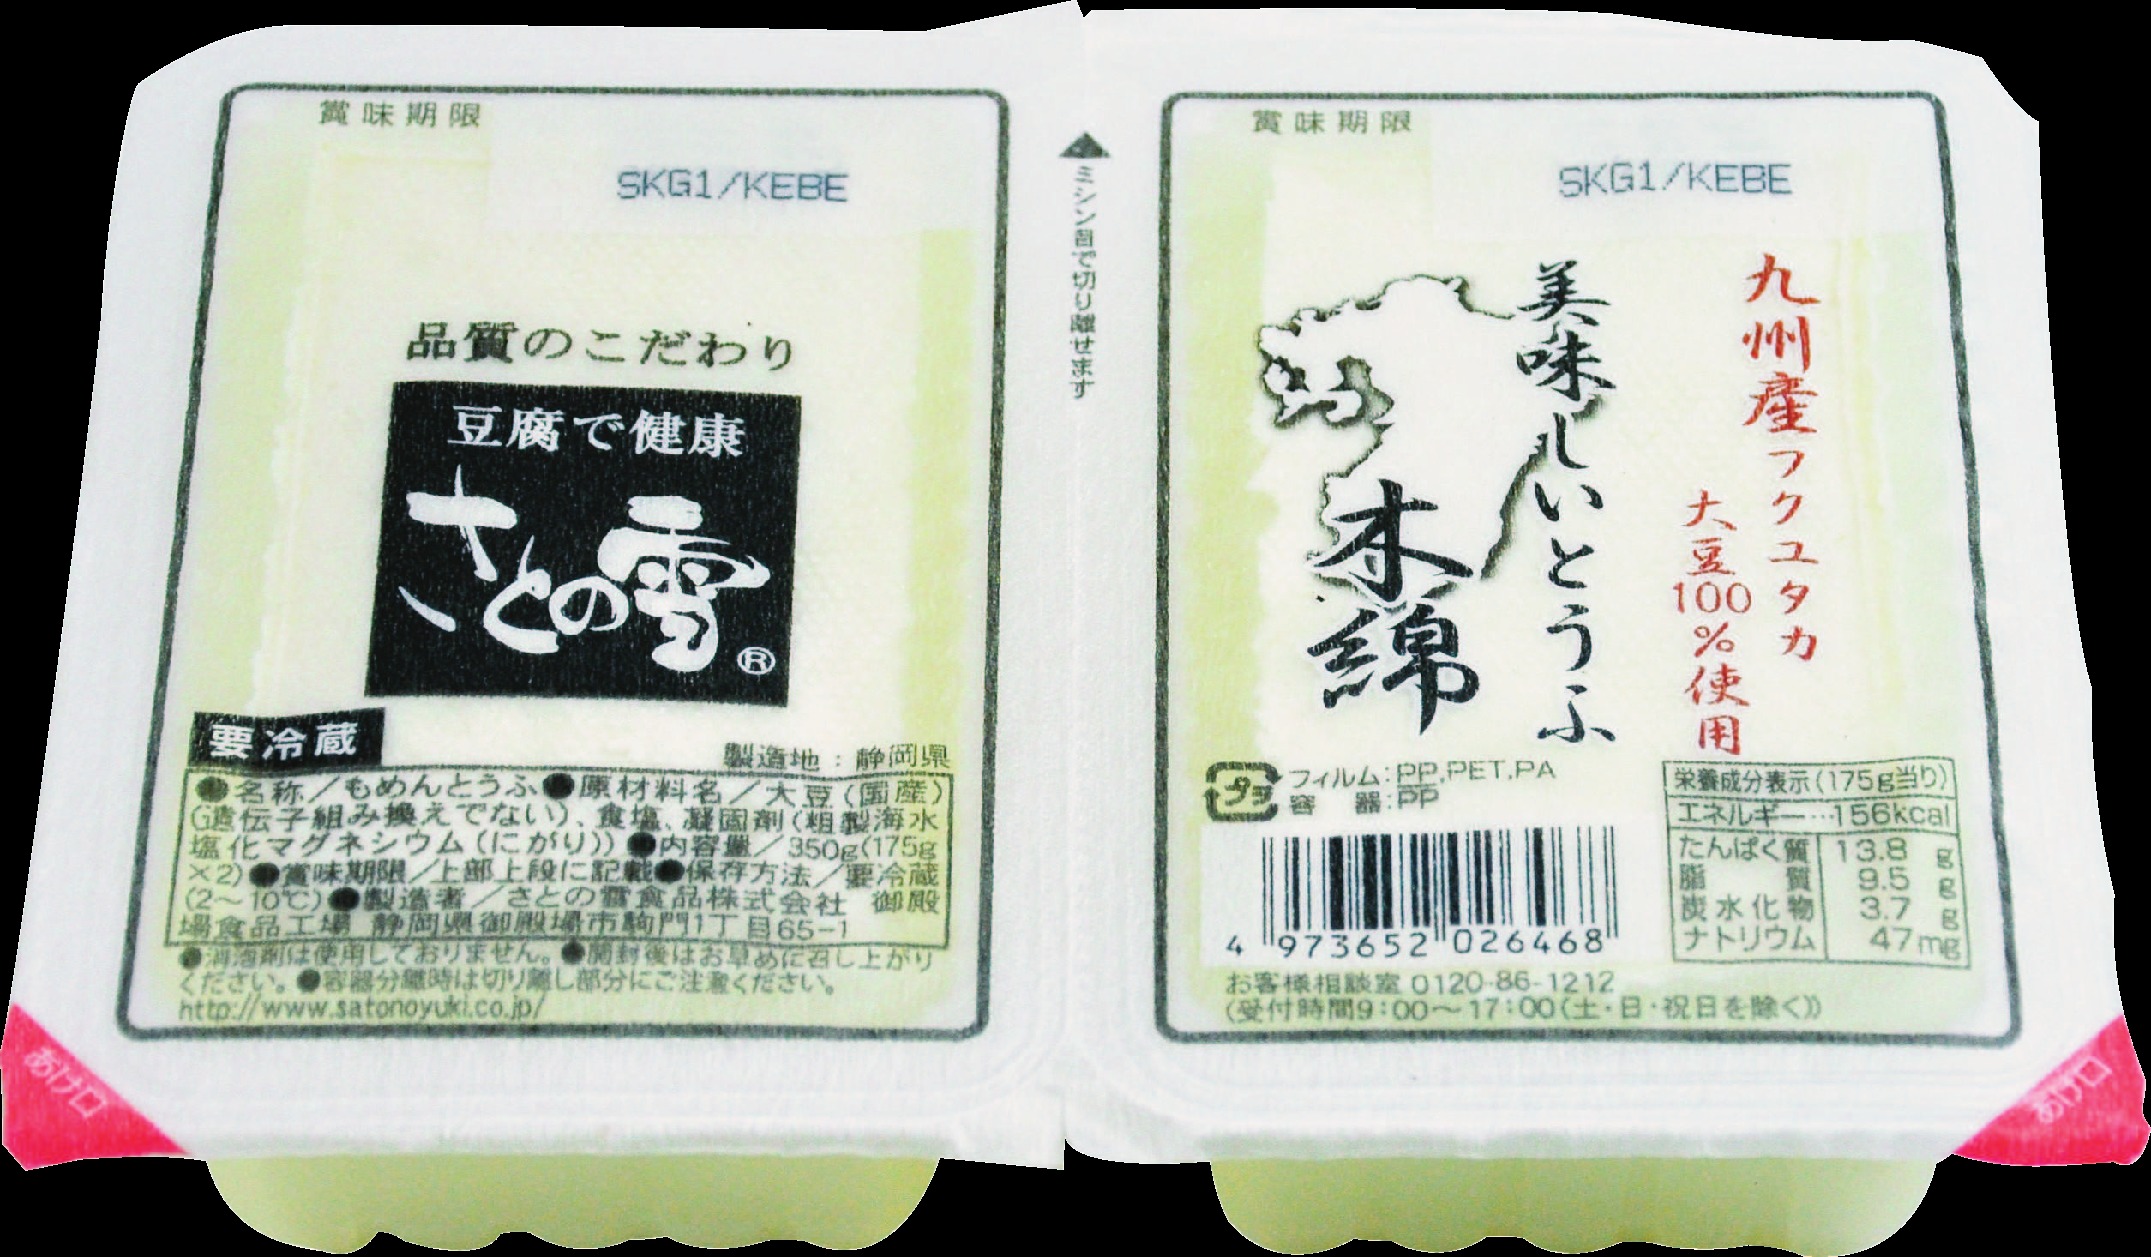 賞味期限
SKG1/KEBE
品質のこだわり
豆腐で健康
さとの雪®
要冷蔵
製造地:静岡県
●名称/もめんとうふ●原材料名/大豆(国産)
(遺伝子組み換えでない)、食塩、凝固剤(粗製海水
塩化マグネシウム(にがり))●内容量/350g(175g
×2)●賞味期限/上部上段に記載●保存方法/要冷蔵
(2〜10℃)●製造者/さとの雪食品株式会社 御殿
場食品工場 静岡県御殿場市駒門1丁目65-1
●消泡剤は使用しておりません。●開封後はお早めに召し上がり
ください。●容器分離時は切り離し部分にご注意ください。
http://www.satonoyuki.co.jp/
あけ口
▲ミシン目で切り離せます
賞味期限
SKG1/KEBE
九州産フクユタカ
大豆100%使用
美味しいとうふ
木綿
プラ
フィルム:PP,PET,PA
容器:PP
4 973652 026468
栄養成分表示(175g当り)
エネルギー…156kcal
たんぱく質 13.8 g
脂質 9.5 g
炭水化物 3.7 g
ナトリウム 47mg
お客様相談室 0120-86-1212
(受付時間9:00〜17:00(土・日・祝日を除く))
あけ口